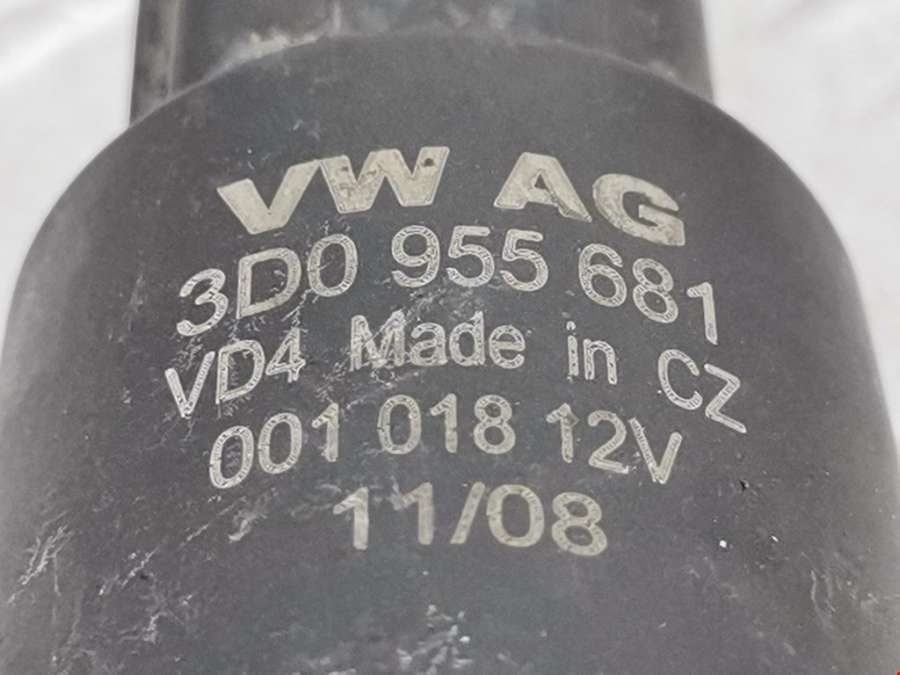 VW AG
3D0 955 681
VD4 Made in CZ
001 018 12V
11/08